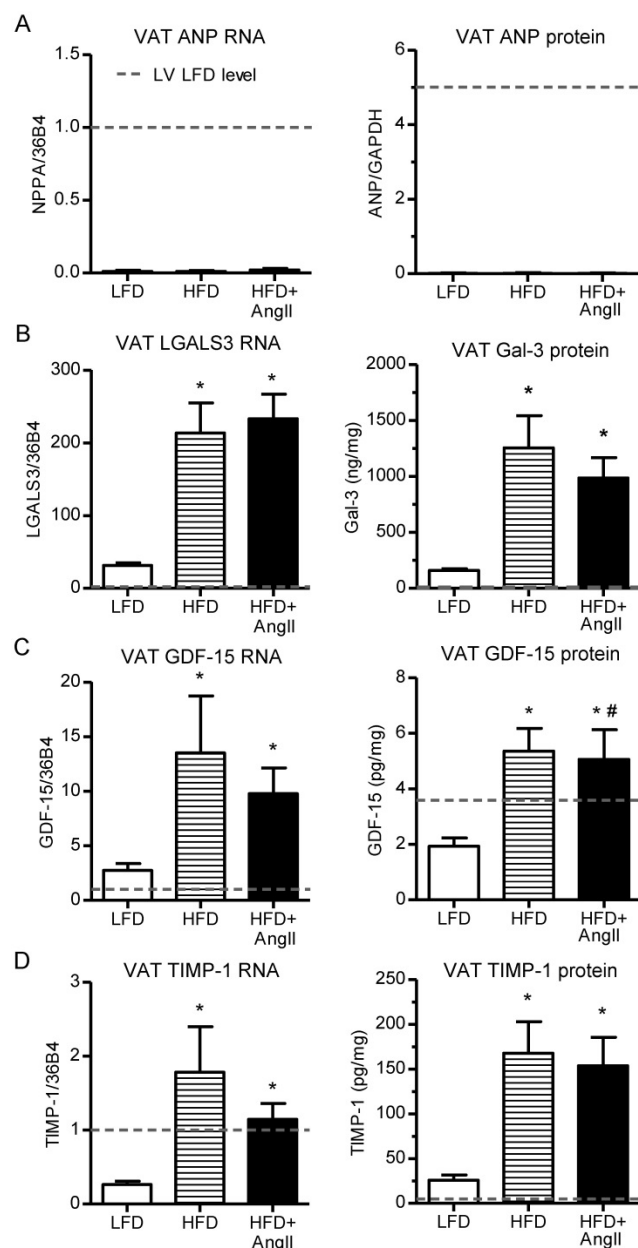 A
VAT ANP RNA
1.5
1.0
0.5
0.0
NPPA/36B4
LV LFD level
LFD
HFD
HFD+
AngII
VAT ANP protein
6
4
2
0
ANP/GAPDH
LFD
HFD
HFD+
AngII
B
VAT LGALS3 RNA
300
200
100
0
LGALS3/36B4
*
*
LFD
HFD
HFD+
AngII
VAT Gal-3 protein
2000
1500
1000
1000
500
0
Gal-3 (ng/mg)
*
*
LFD
HFD
HFD+
AngII
C
VAT GDF-15 RNA
20
15
10
5
0
GDF-15/36B4
*
*
LFD
HFD
HFD+
AngII
VAT GDF-15 protein
8
6
4
2
0
GDF-15 (pg/mg)
*
* #
LFD
HFD
HFD+
AngII
D
VAT TIMP-1 RNA
3
2
1
0
TIMP-1/36B4
*
*
LFD
HFD
HFD+
AngII
VAT TIMP-1 protein
250
200
150
100
50
0
TIMP-1 (pg/mg)
*
*
LFD
HFD
HFD+
AngII